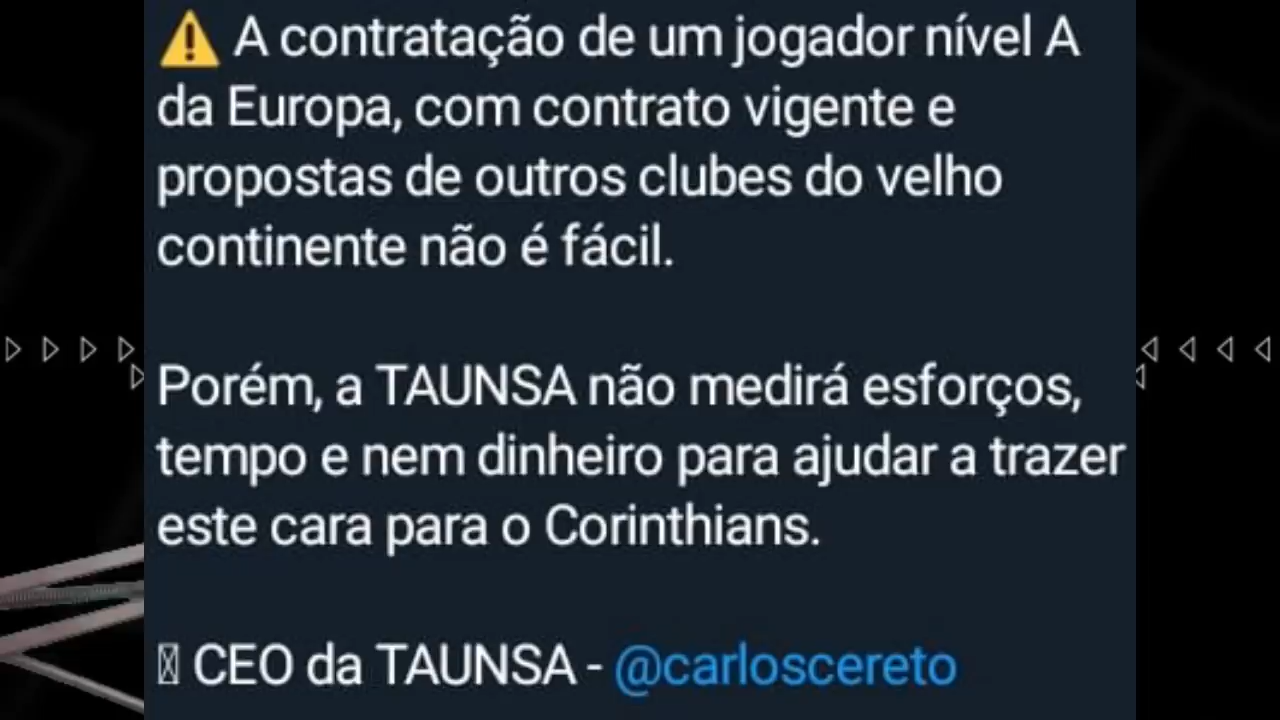 ⚠️ A contratação de um jogador nível A
da Europa, com contrato vigente e
propostas de outros clubes do velho
continente não é fácil.
Porém, a TAUNSA não medirá esforços,
tempo e nem dinheiro para ajudar a trazer
este cara para o Corinthians.
CEO da TAUNSA - @carloscereto